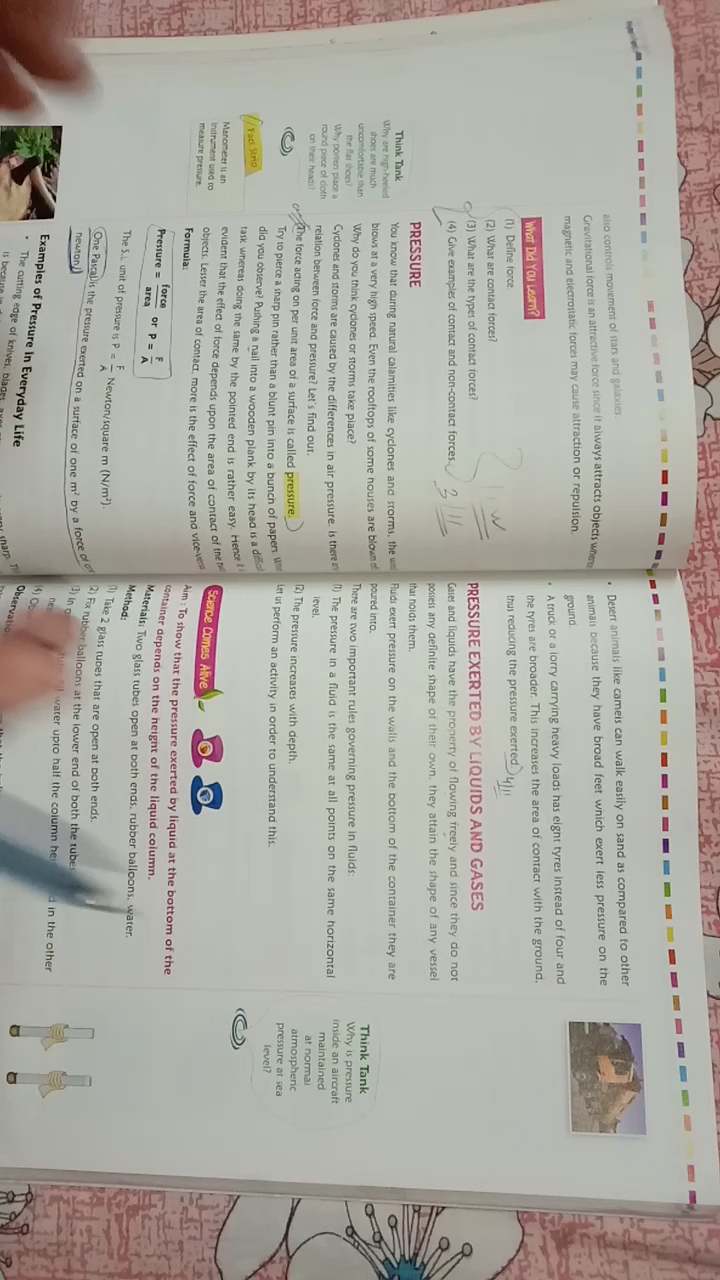 also controls movement of stars and galaxies.
Gravitational force is an attractive force since it always attracts objects
magnetic and electrostatic forces may cause attraction or repulsion.
What Did You Learn?
(1) Define force
(2) What are contact forces?
(3) What are the types of contact forces?
(4) Give examples of contact and non-contact forces.
PRESSURE
Think Tank
Why are high-heeled
shoes are much
uncomfortable than
the flat shoes?
Why porters place a
round piece of cloth
on their heads?
You know that during natural calamities like cyclones and storms, the
blows at a very high speed. Even the rooftops of some houses are blown
Why do you think cyclones or storms take place?
Cyclones and storms are caused by the differences in air pressure. Is there
relation between force and pressure? Let's find out.
The force acting on per unit area of a surface is called pressure.
Try to pierce a sharp pin rather than a blunt pin into a bunch of papers.
did you observe? Pushing a nail into a wooden plank by its head is a
task whereas doing the same by the pointed end is rather easy. Hence
evident that the effect of force depends upon the area of contact of the
objects. Lesser the area of contact, more is the effect of force and
Fact Strip
Manometer is an
instrument used to
measure pressure.
Formula:
Pressure = force/area or P = F/A
The S.I. unit of pressure is P = F/A Newton/square m (N/m²).
One Pascal is the pressure exerted on a surface of one m² by a force of
newton.
Examples of Pressure in Everyday Life
• The cutting edge of knives, blades, axes
• Desert animals like camels can walk easily on sand as compared to other
animals because they have broad feet which exert less pressure on the
ground
• A truck or a lorry carrying heavy loads has eight tyres instead of four and
the tyres are broader. This increases the area of contact with the ground,
thus reducing the pressure exerted
PRESSURE EXERTED BY LIQUIDS AND GASES
Gases and liquids have the property of flowing freely and since they do not
possess any definite shape of their own, they attain the shape of any vessel
that holds them.
Fluids exert pressure on the walls and the bottom of the container they are
poured into.
There are two important rules governing pressure in fluids:
(1) The pressure in a fluid is the same at all points on the same horizontal
level.
(2) The pressure increases with depth.
Let us perform an activity in order to understand this.
Think Tank
Why is pressure
inside an aircraft
maintained
at normal
atmospheric
pressure at sea
level?
Science Comes Alive
Aim : To show that the pressure exerted by liquid at the bottom of the
container depends on the height of the liquid column.
Materials: Two glass tubes open at both ends, rubber balloons, water.
Method:
(1) Take 2 glass tubes that are open at both ends.
(2) Fix rubber balloons at the lower end of both the tubes
(3) In
water upto half the column
in the other